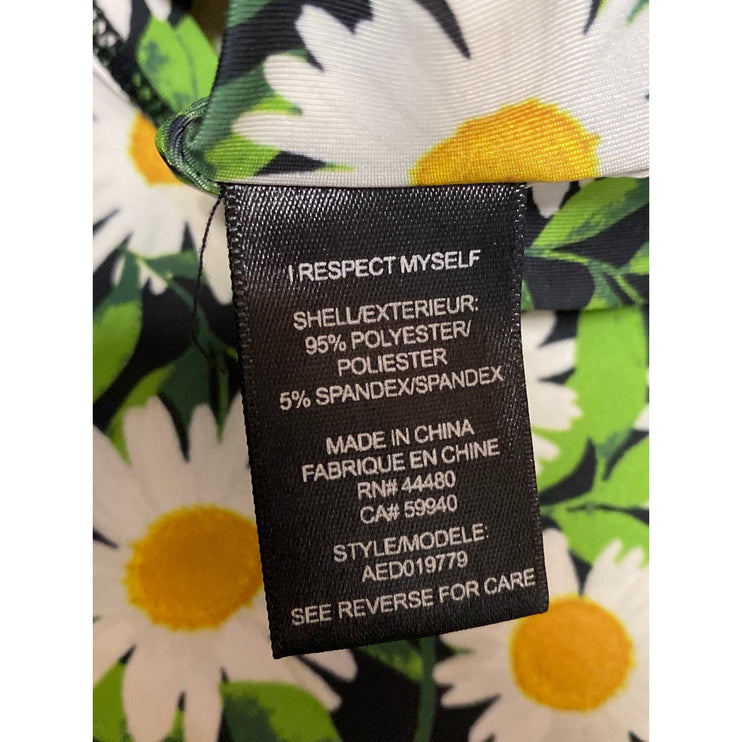 I RESPECT MYSELF
SHELL/EXTERIEUR:
95% POLYESTER/
POLIESTER
5% SPANDEX/SPANDEX
MADE IN CHINA
FABRIQUE EN CHINE
RN# 44480
CA# 59940
STYLE/MODELE:
AED019779
SEE REVERSE FOR CARE